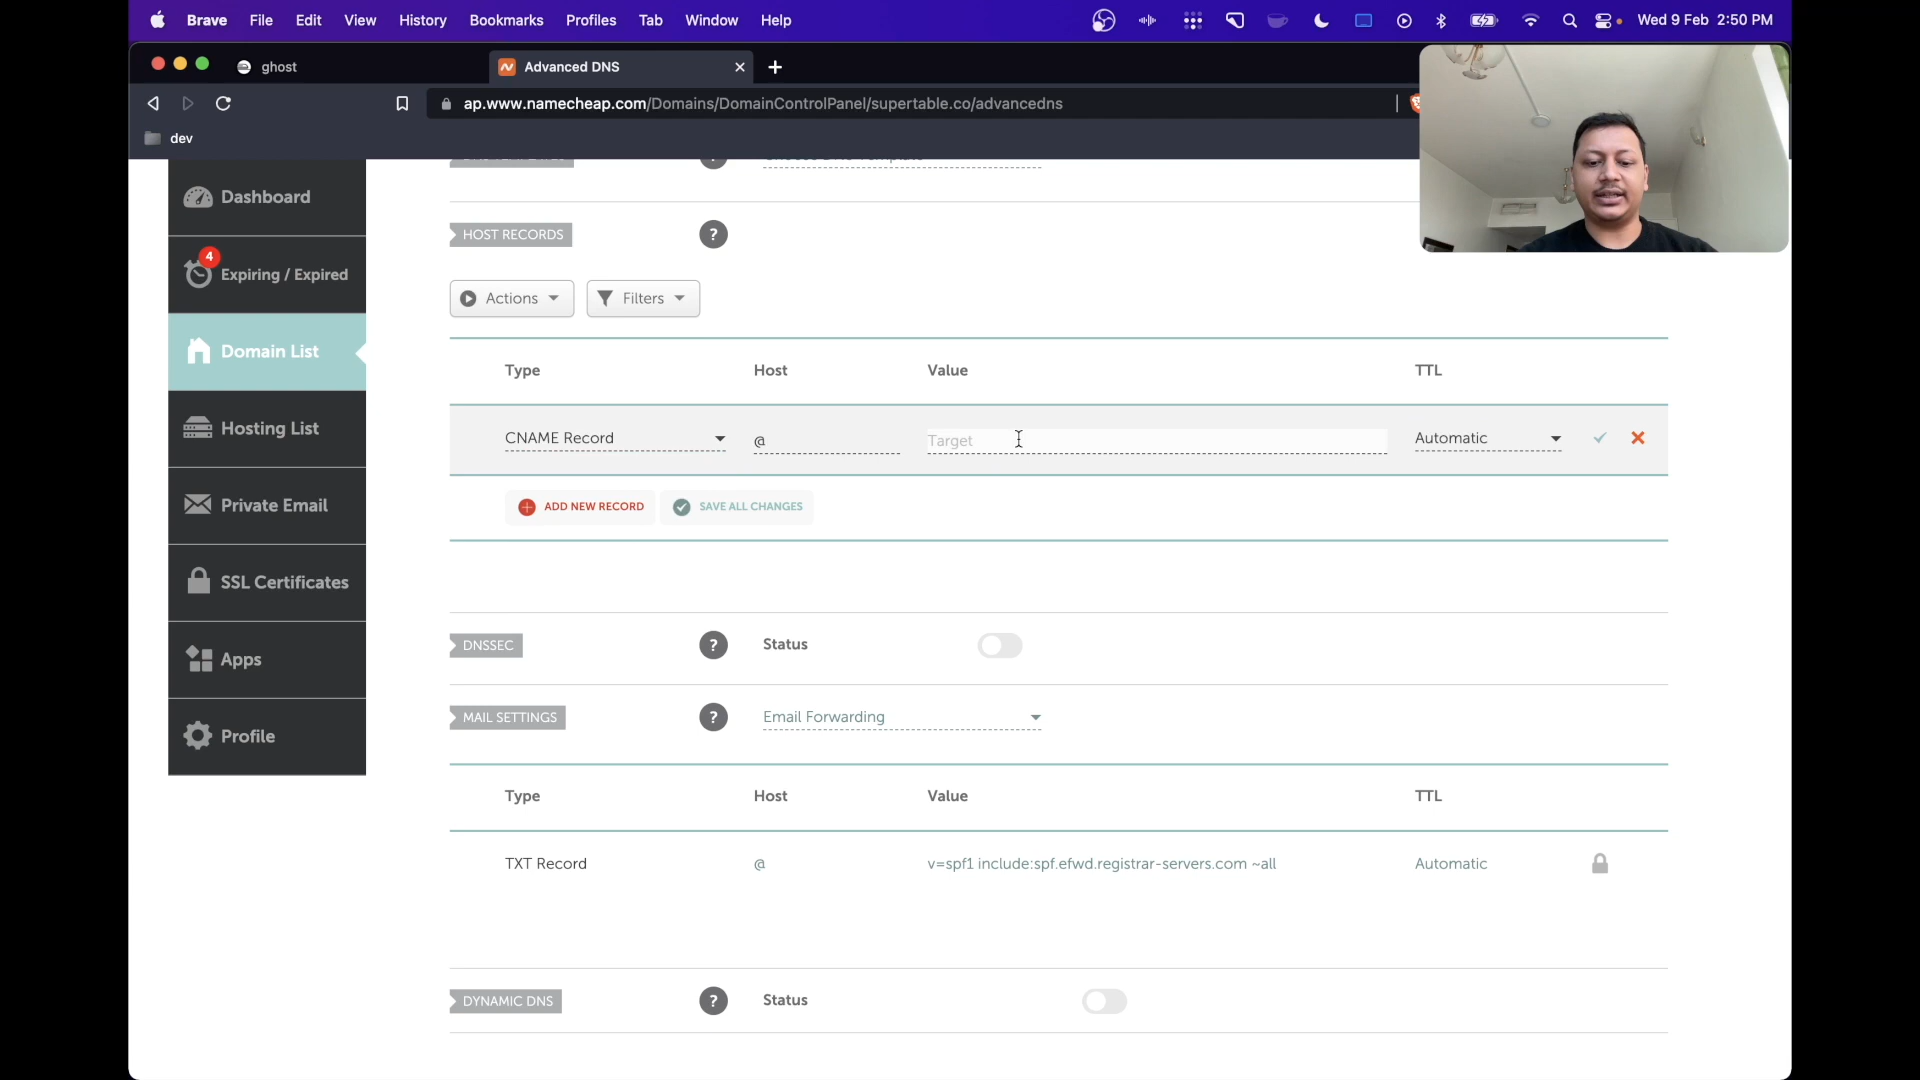 Brave File Edit View History Bookmarks Profiles Tab Window Help Wed 9 Feb 2:50 PM
ghost Advanced DNS
ap.www.namecheap.com/Domains/DomainControlPanel/supertable.co/advancedns
dev
Dashboard
4
Expiring / Expired
Domain List
Hosting List
Private Email
SSL Certificates
Apps
Profile
HOST RECORDS ?
Actions Filters
Type Host Value TTL
CNAME Record @ Target Automatic
ADD NEW RECORD SAVE ALL CHANGES
DNSSEC ? Status
MAIL SETTINGS ? Email Forwarding
Type Host Value TTL
TXT Record @ v=spf1 include:spf.efwd.registrar-servers.com ~all Automatic
DYNAMIC DNS ? Status